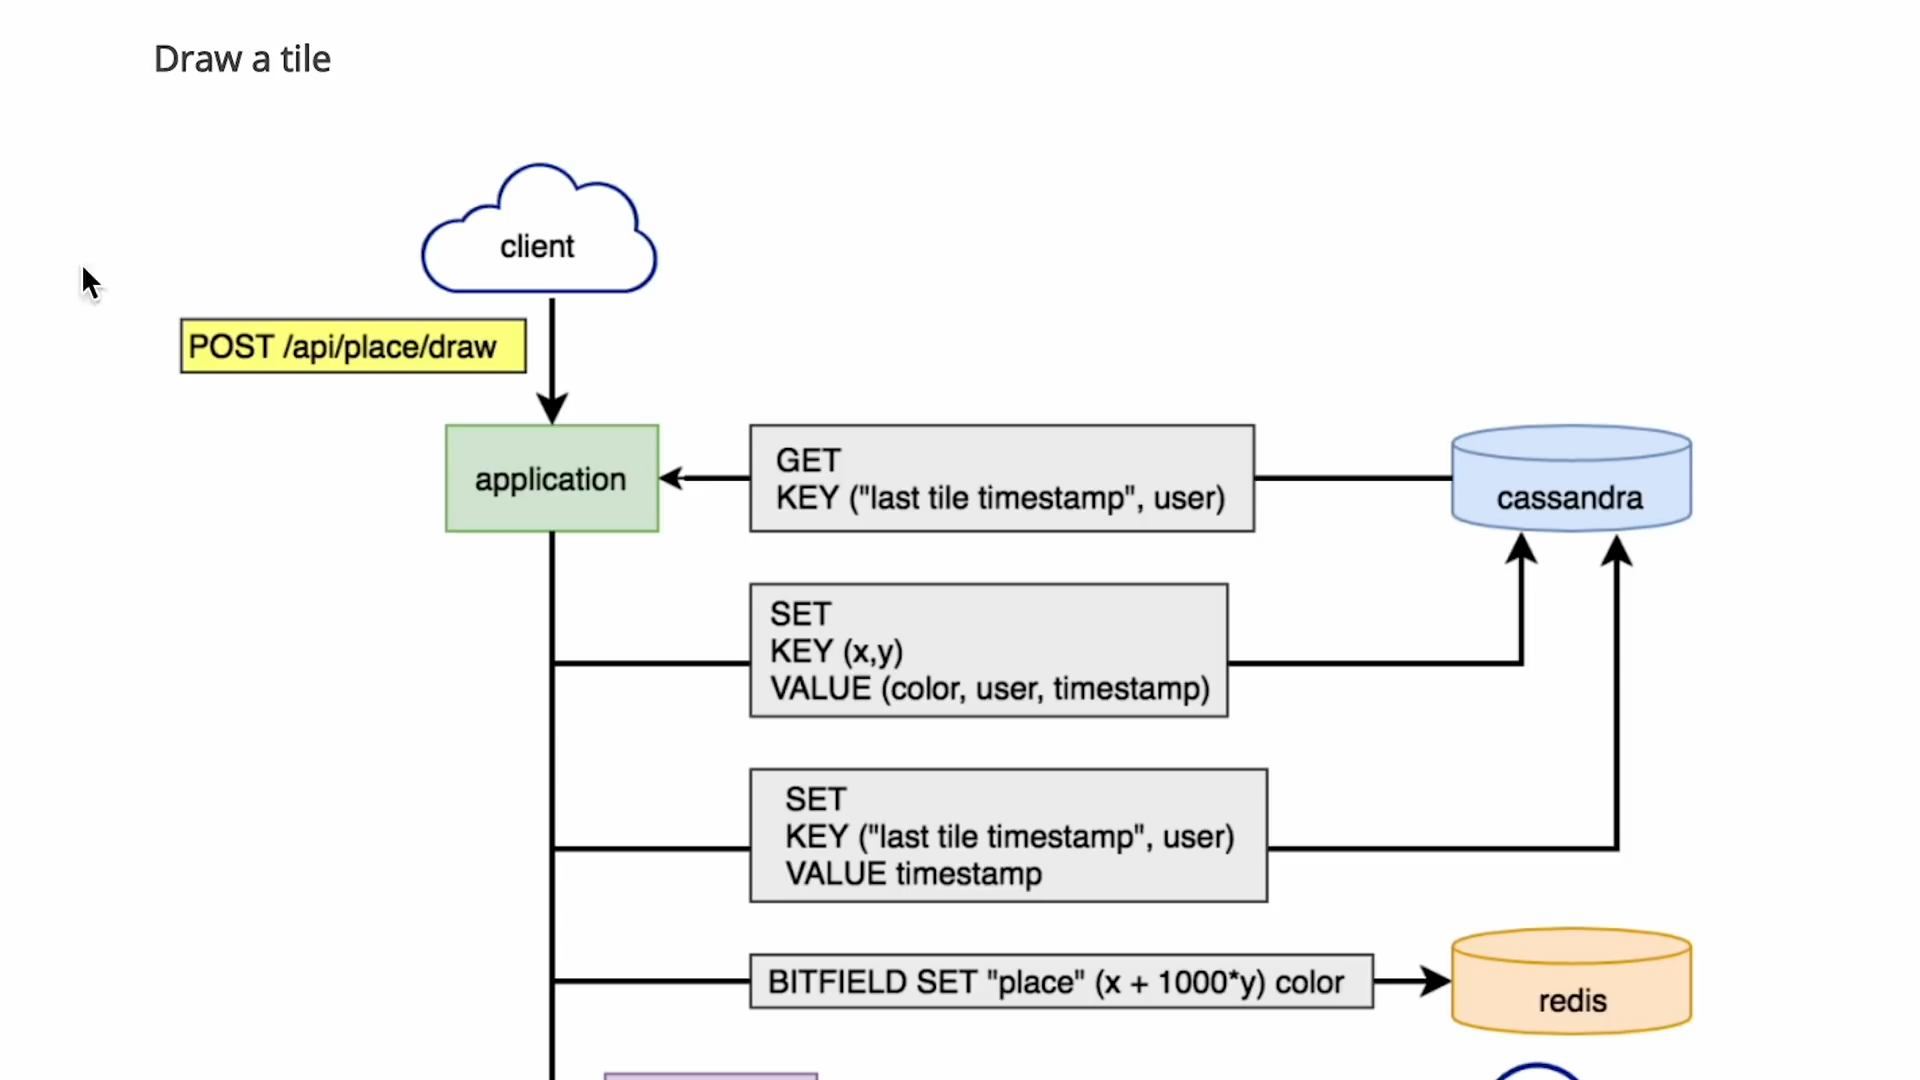 Draw a tile
client
POST /api/place/draw
application
GET
KEY ("last tile timestamp", user)
cassandra
SET
KEY (x,y)
VALUE (color, user, timestamp)
SET
KEY ("last tile timestamp", user)
VALUE timestamp
BITFIELD SET "place" (x + 1000*y) color
redis